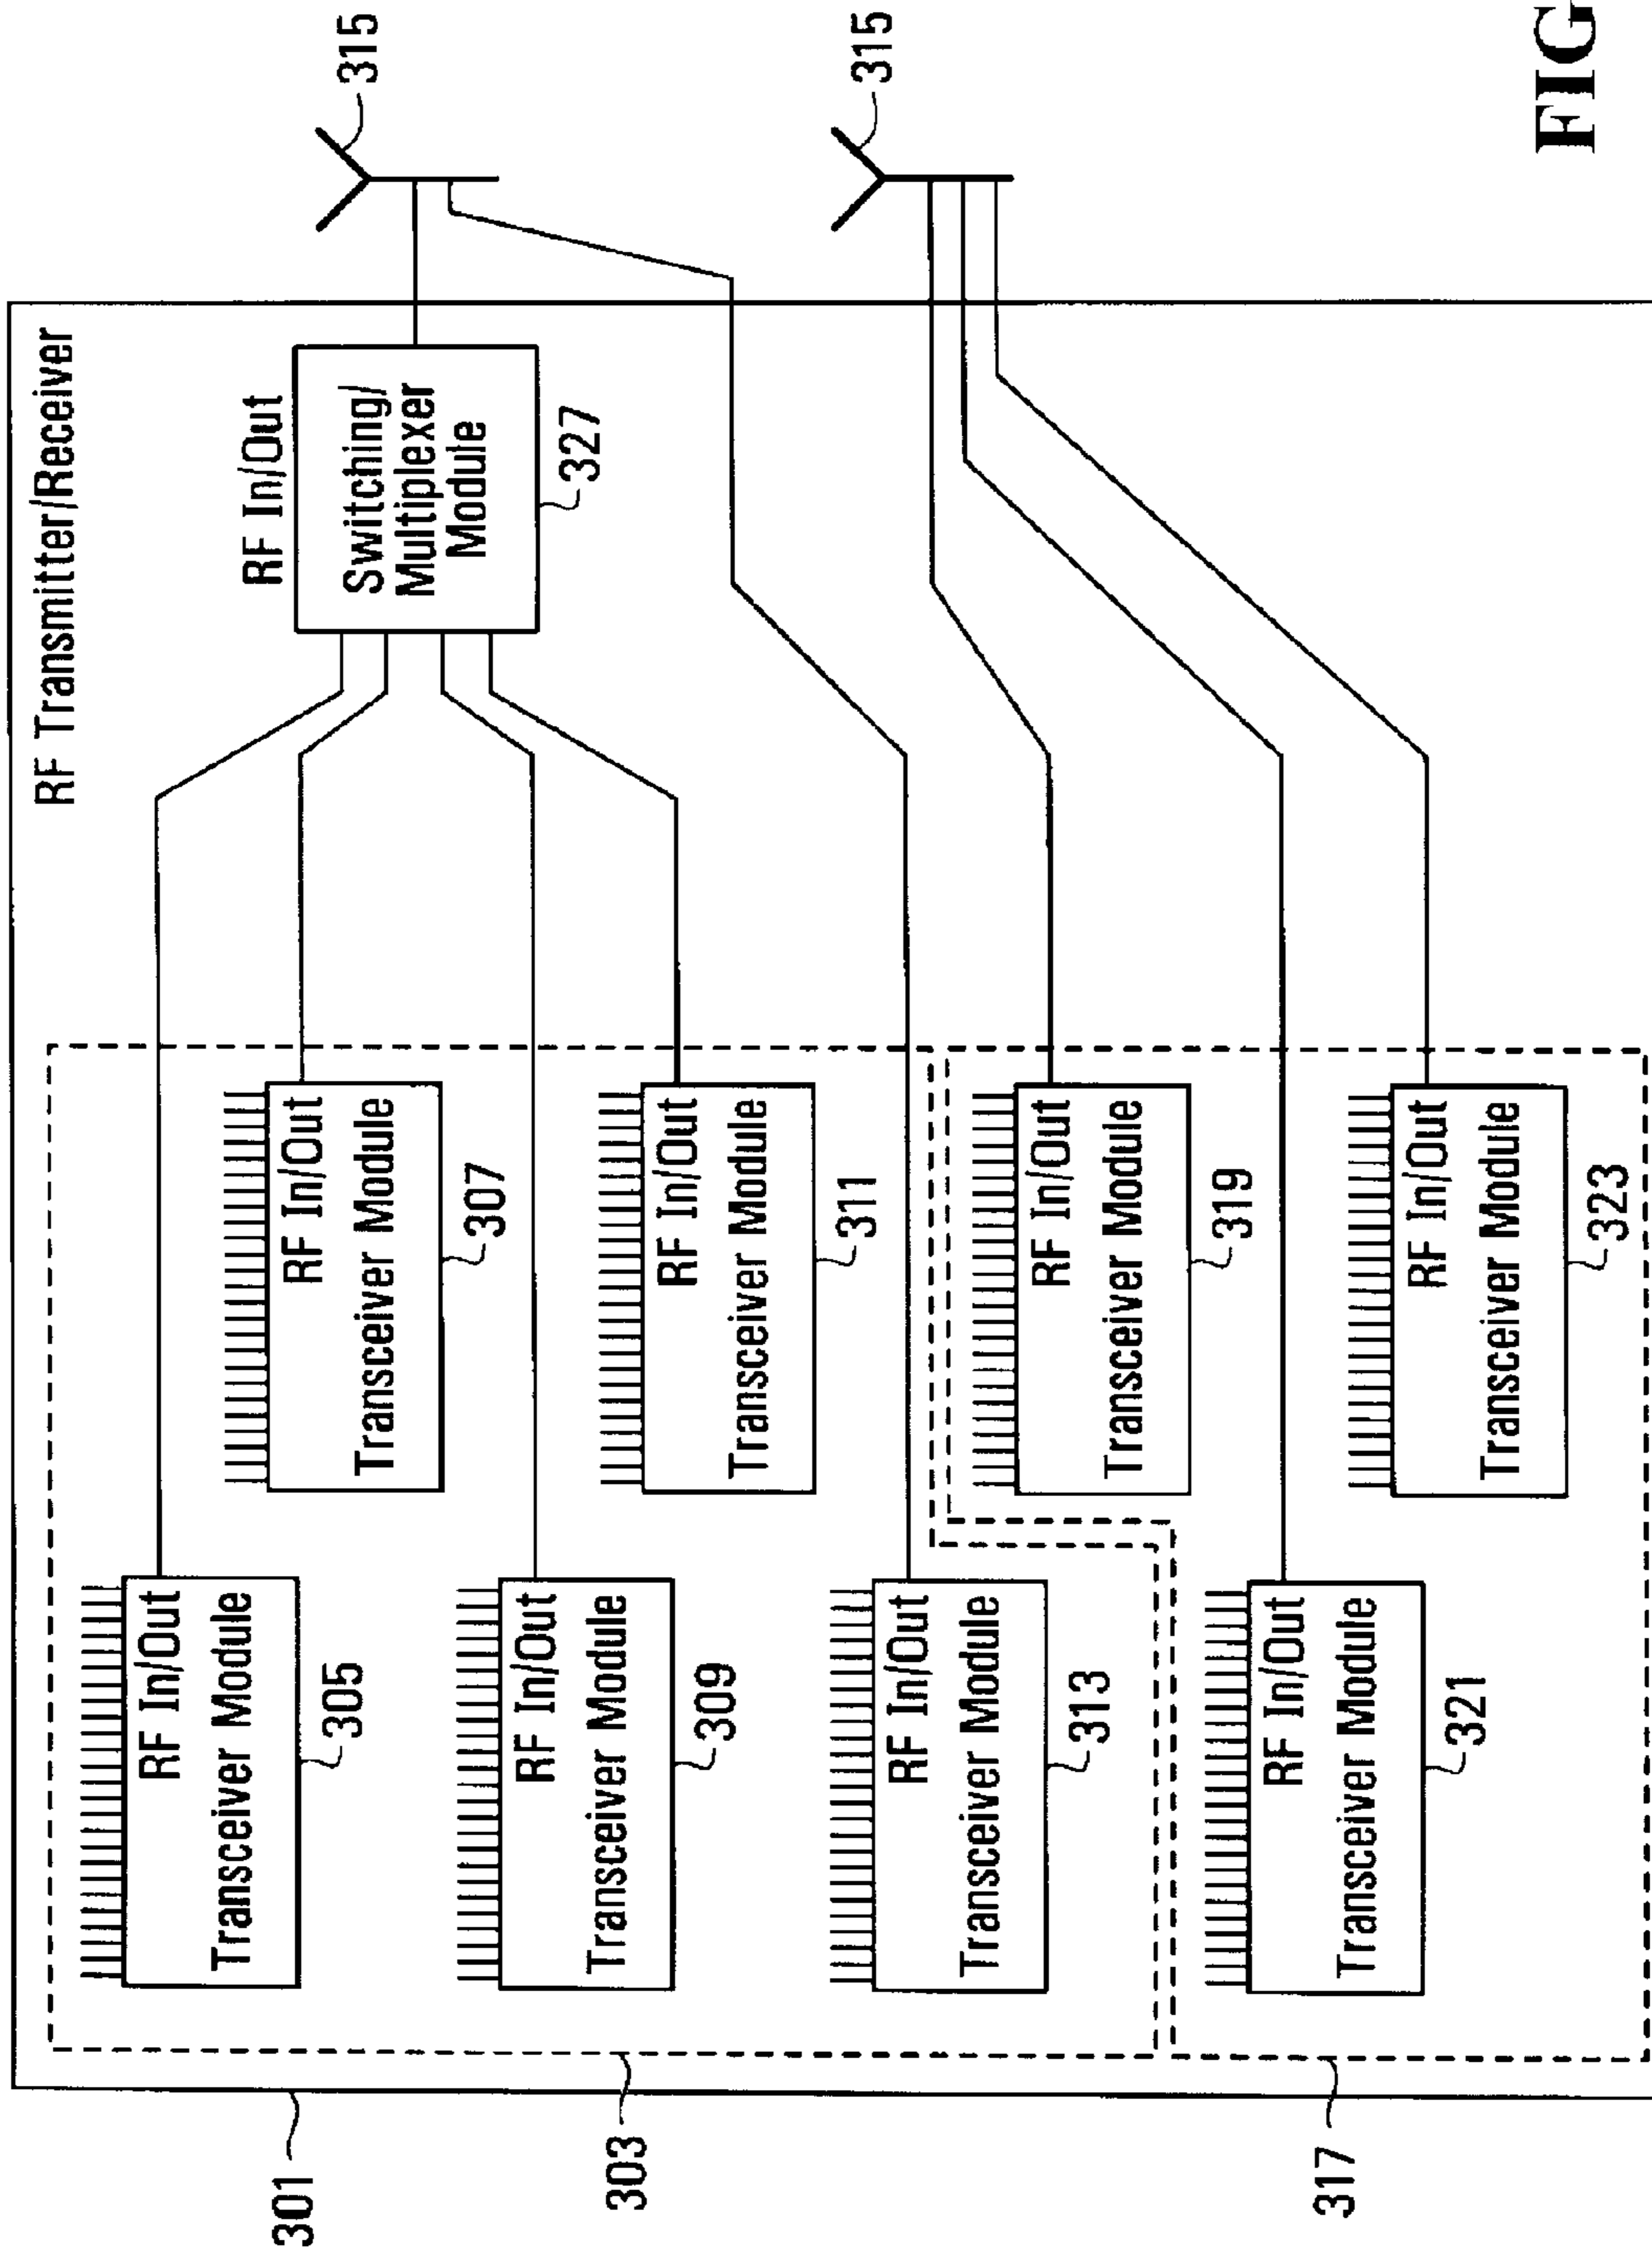 RF Transmitter/Receiver
301
303
317
RF In/Out
Transceiver Module
305
RF In/Out
Transceiver Module
307
RF In/Out
Transceiver Module
309
RF In/Out
Transceiver Module
311
RF In/Out
Transceiver Module
313
RF In/Out
Transceiver Module
319
RF In/Out
Transceiver Module
321
RF In/Out
Transceiver Module
323
RF In/Out
Switching/
Multiplexer
Module
327
315
315
FIG